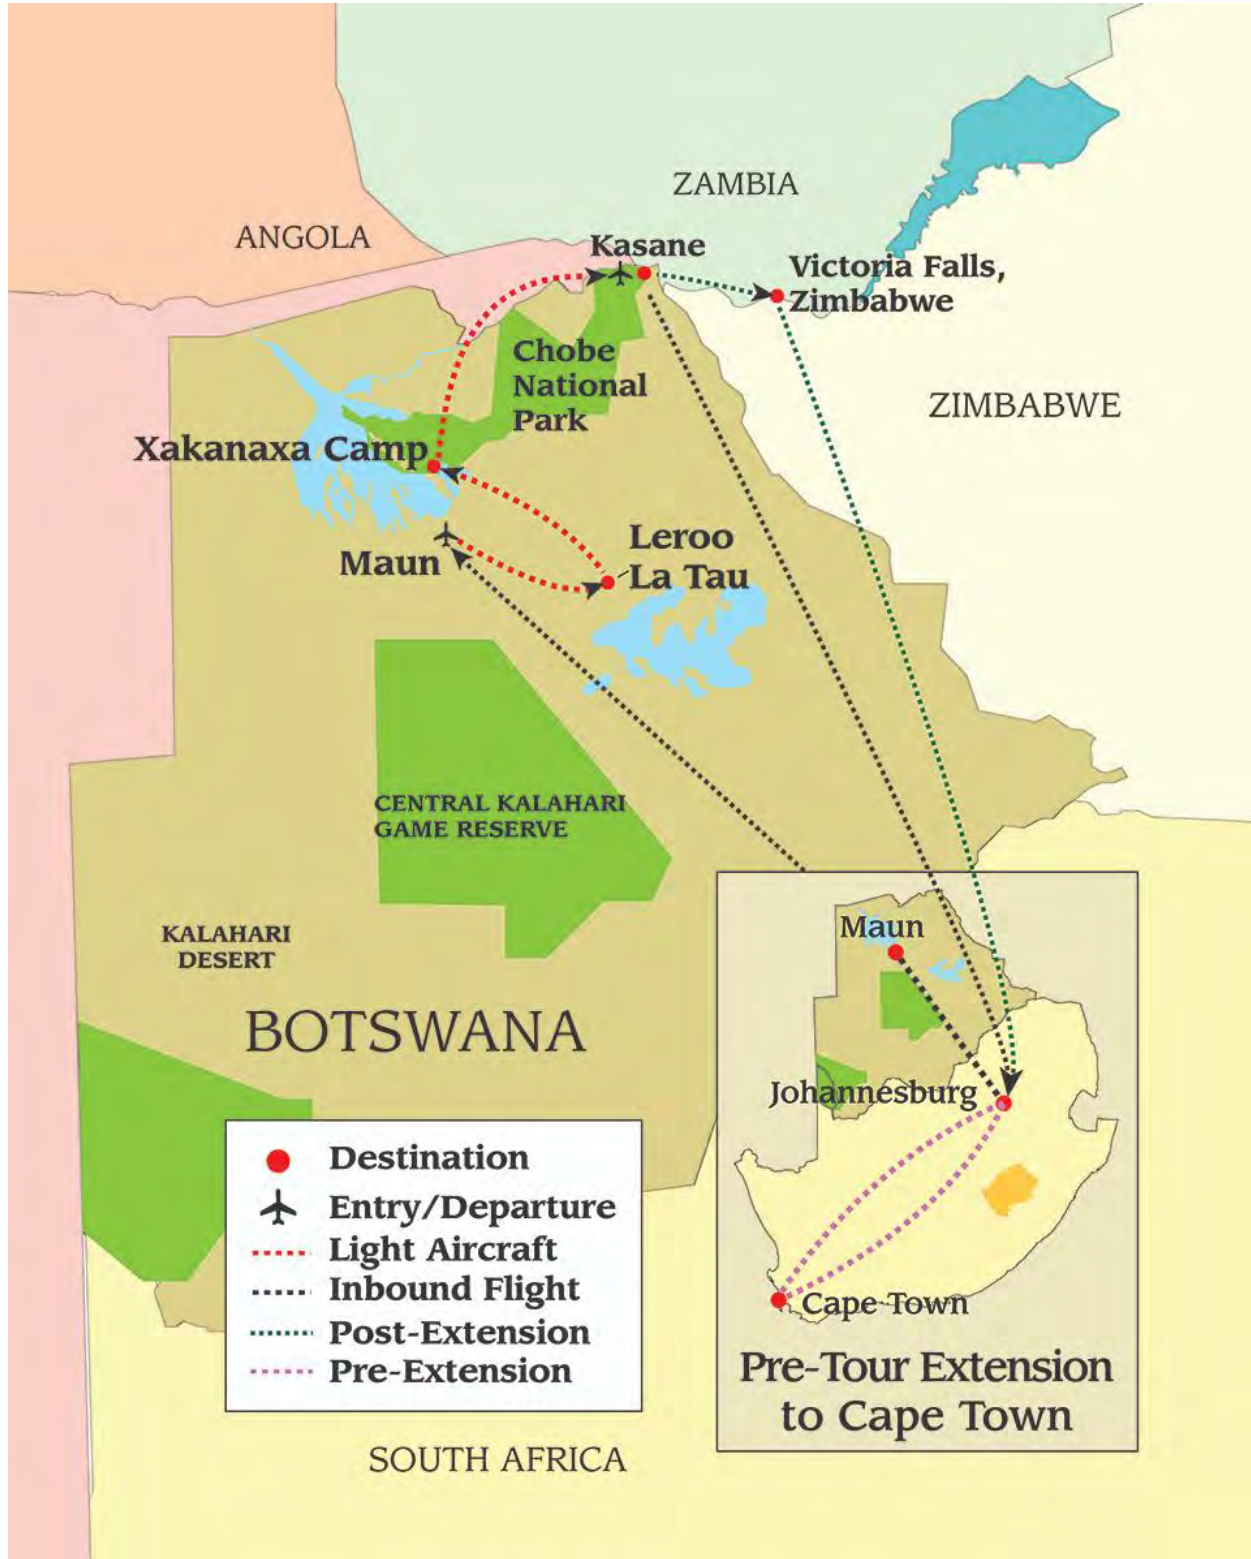 ZAMBIA
ANGOLA
Kasane
Victoria Falls,
Zimbabwe
Chobe
National
Park
ZIMBABWE
Xakanaxa Camp
Leroo
La Tau
Maun
CENTRAL KALAHARI
GAME RESERVE
KALAHARI
DESERT
BOTSWANA
Maun
Johannesburg
Cape Town
Pre-Tour Extension
to Cape Town
Destination
Entry/Departure
Light Aircraft
Inbound Flight
Post-Extension
Pre-Extension
SOUTH AFRICA